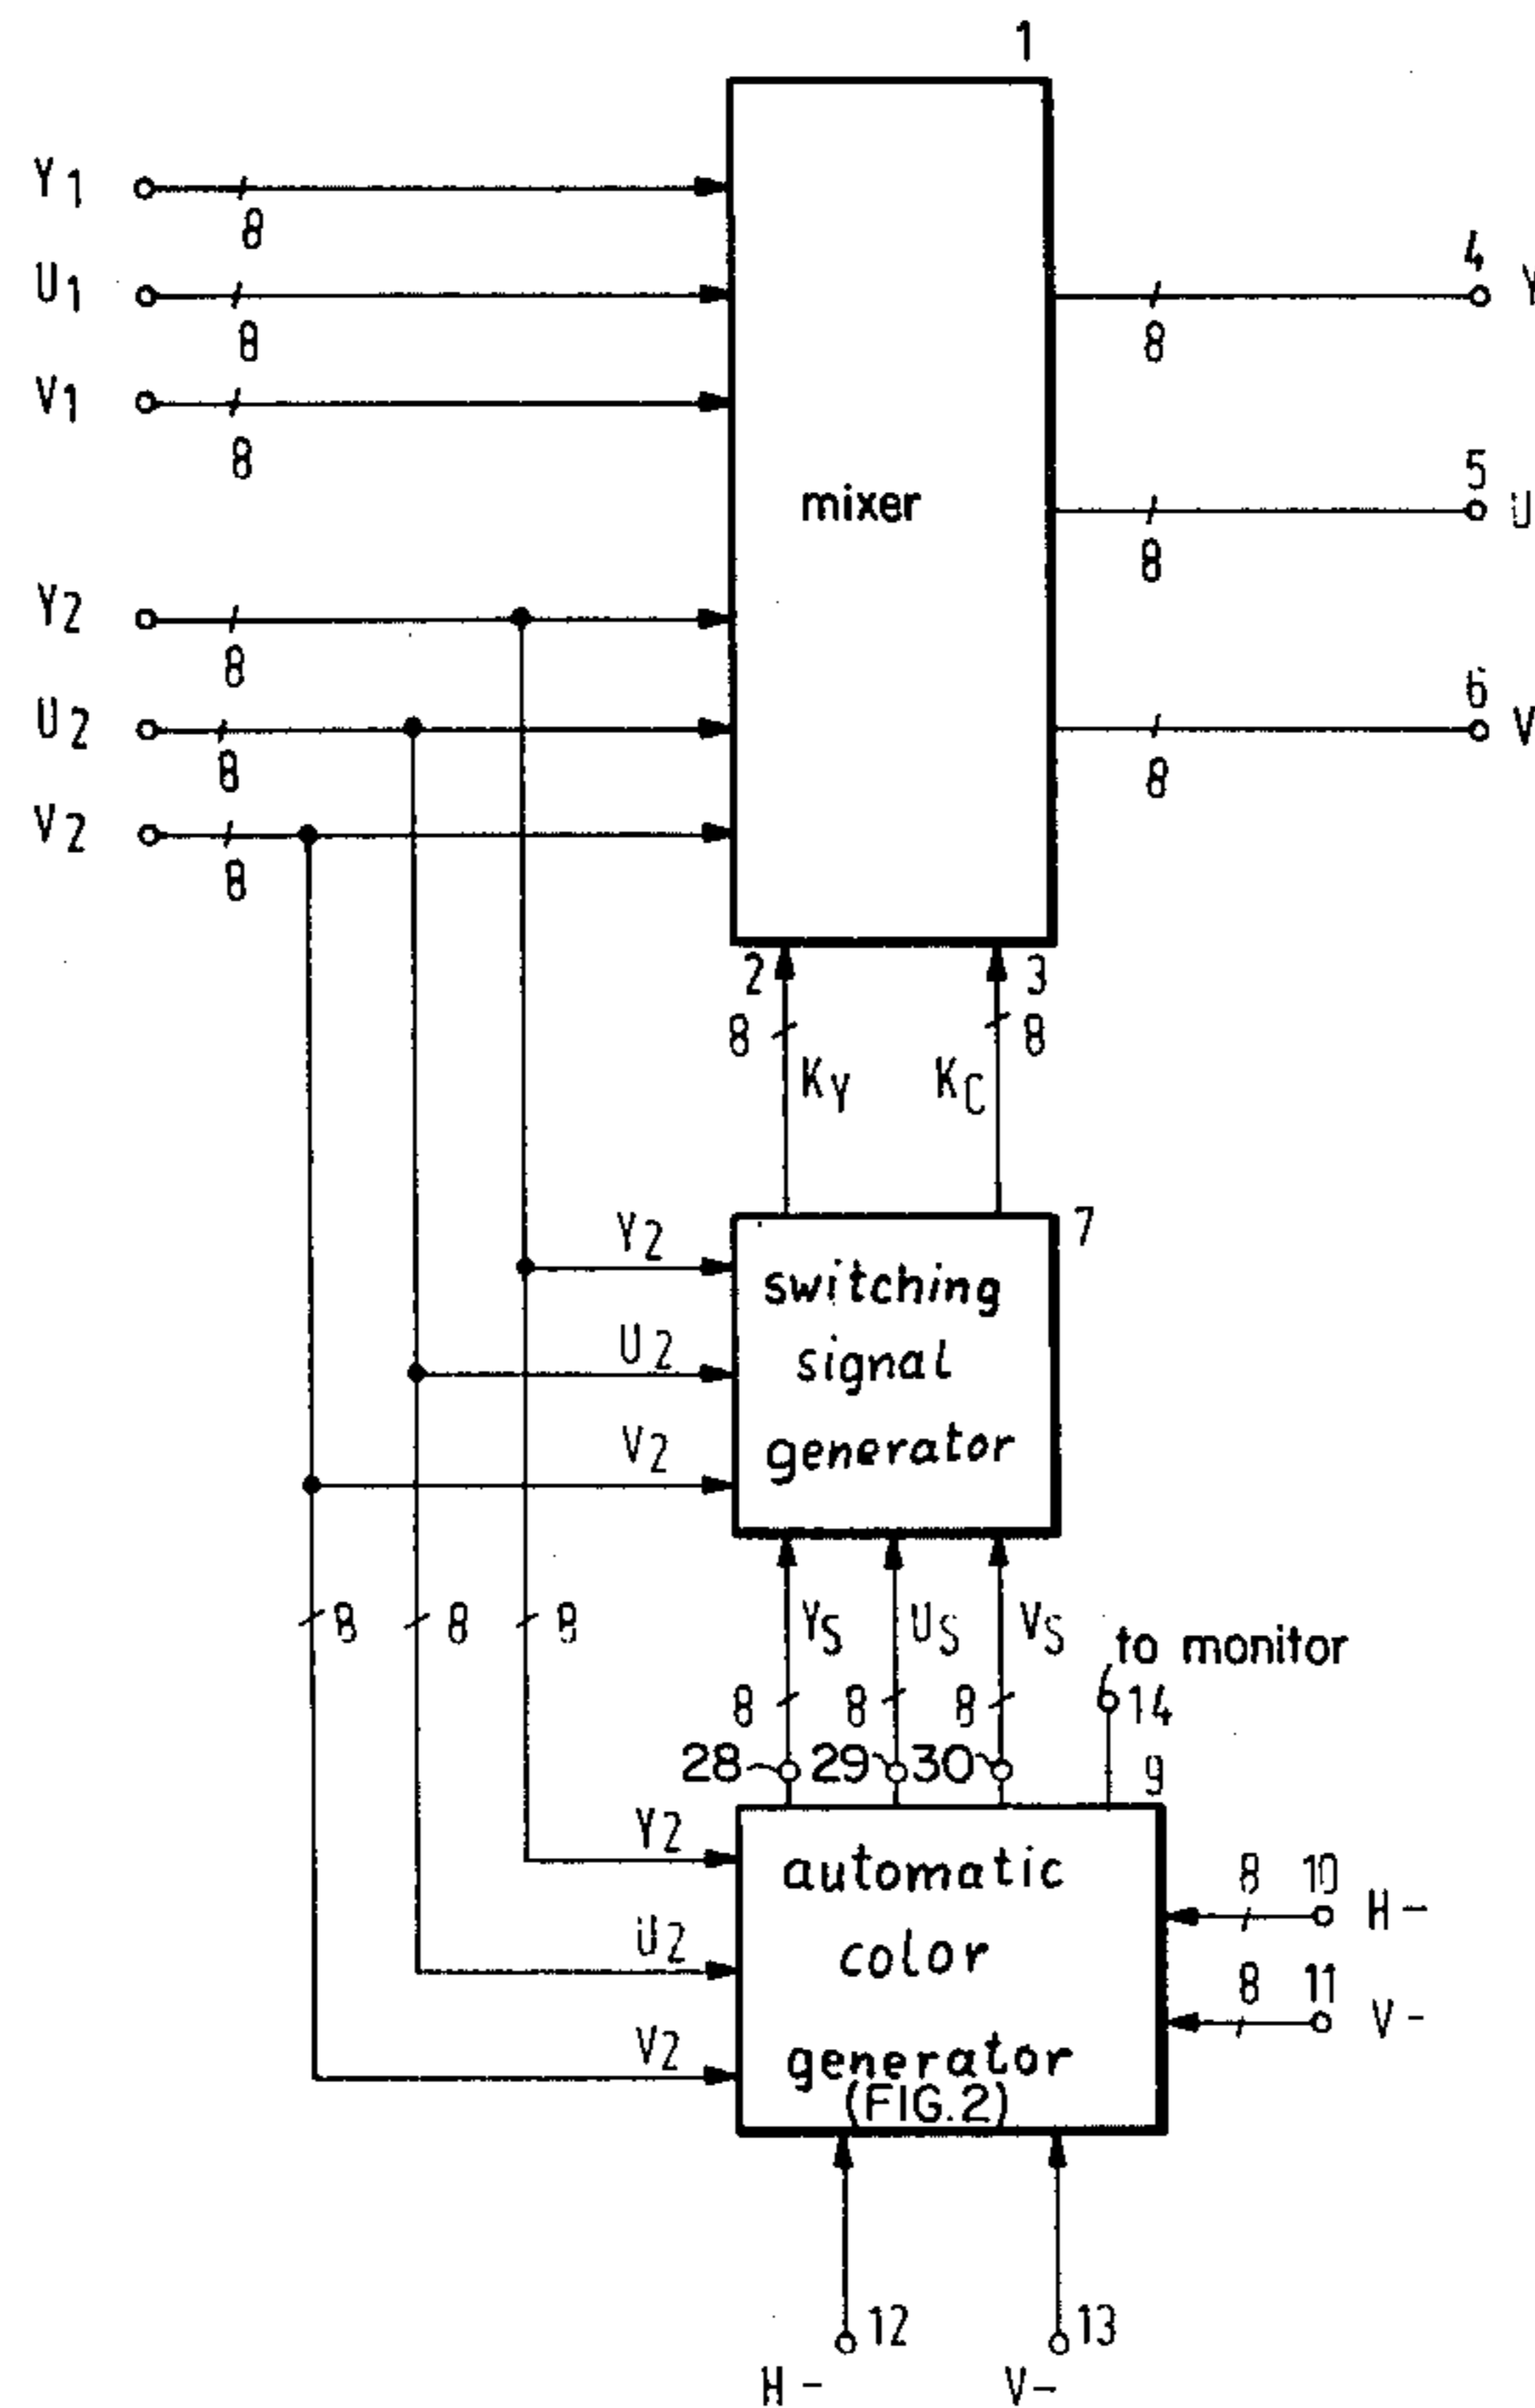 1
Y1
8
U1
8
4
Y
8
V1
8
mixer
5
U
8
Y2
8
U2
8
6
V
8
V2
8
2
3
8
8
KY
KC
7
Y2
switching
U2
signal
V2
generator
8
8
8
YS
US
VS
to monitor
8
8
8
14
28
29
30
9
Y2
automatic
8
10
H-
U2
color
8
11
V-
V2
generator
(FIG.2)
12
13
H-
V-